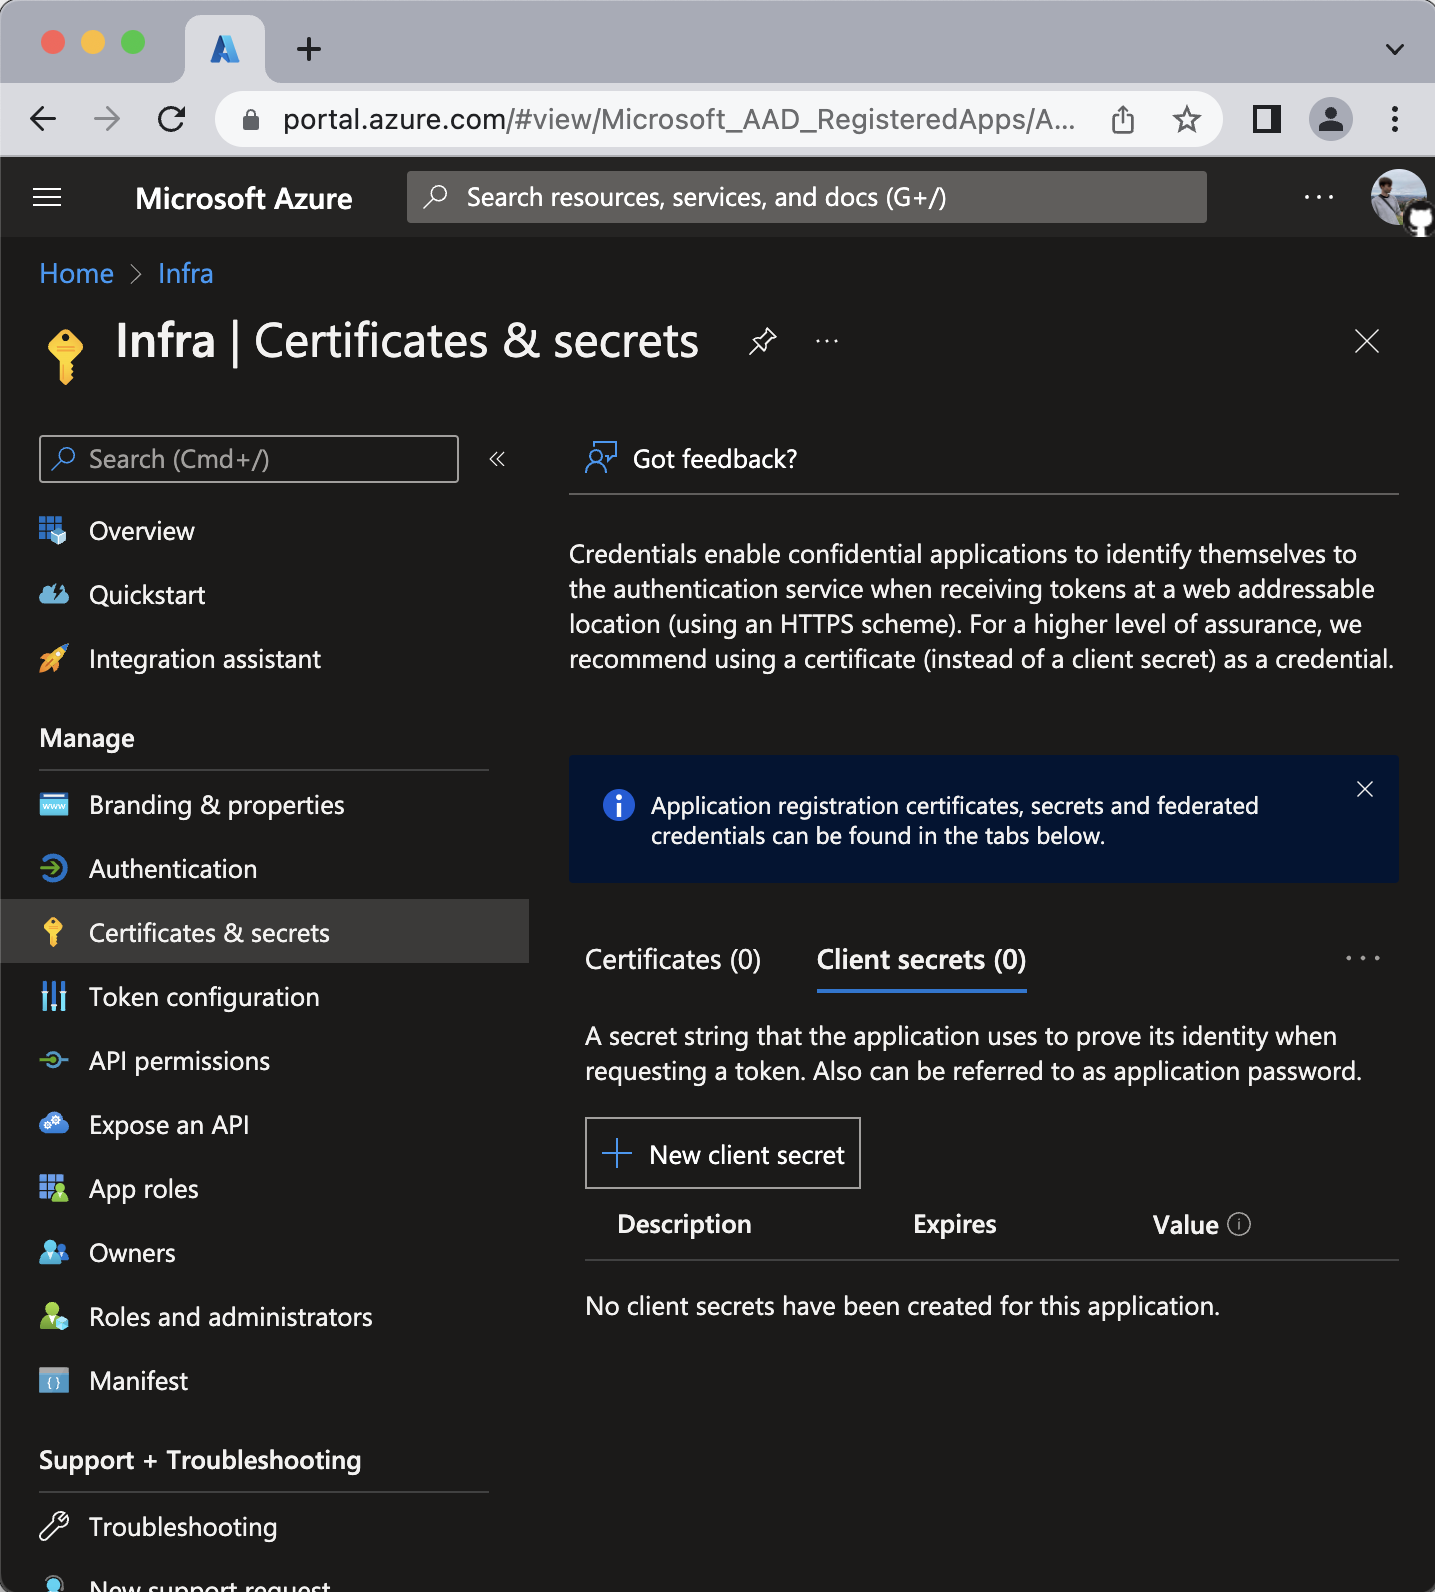 portal.azure.com/#view/Microsoft_AAD_RegisteredApps/A...
Microsoft Azure
Search resources, services, and docs (G+/)
Home > Infra
Infra | Certificates & secrets
Search (Cmd+/)
Overview
Quickstart
Integration assistant
Manage
Branding & properties
Authentication
Certificates & secrets
Token configuration
API permissions
Expose an API
App roles
Owners
Roles and administrators
Manifest
Support + Troubleshooting
Troubleshooting
New support request
Got feedback?
Credentials enable confidential applications to identify themselves to
the authentication service when receiving tokens at a web addressable
location (using an HTTPS scheme). For a higher level of assurance, we
recommend using a certificate (instead of a client secret) as a credential.
Application registration certificates, secrets and federated
credentials can be found in the tabs below.
Certificates (0) Client secrets (0)
A secret string that the application uses to prove its identity when
requesting a token. Also can be referred to as application password.
New client secret
Description Expires Value
No client secrets have been created for this application.